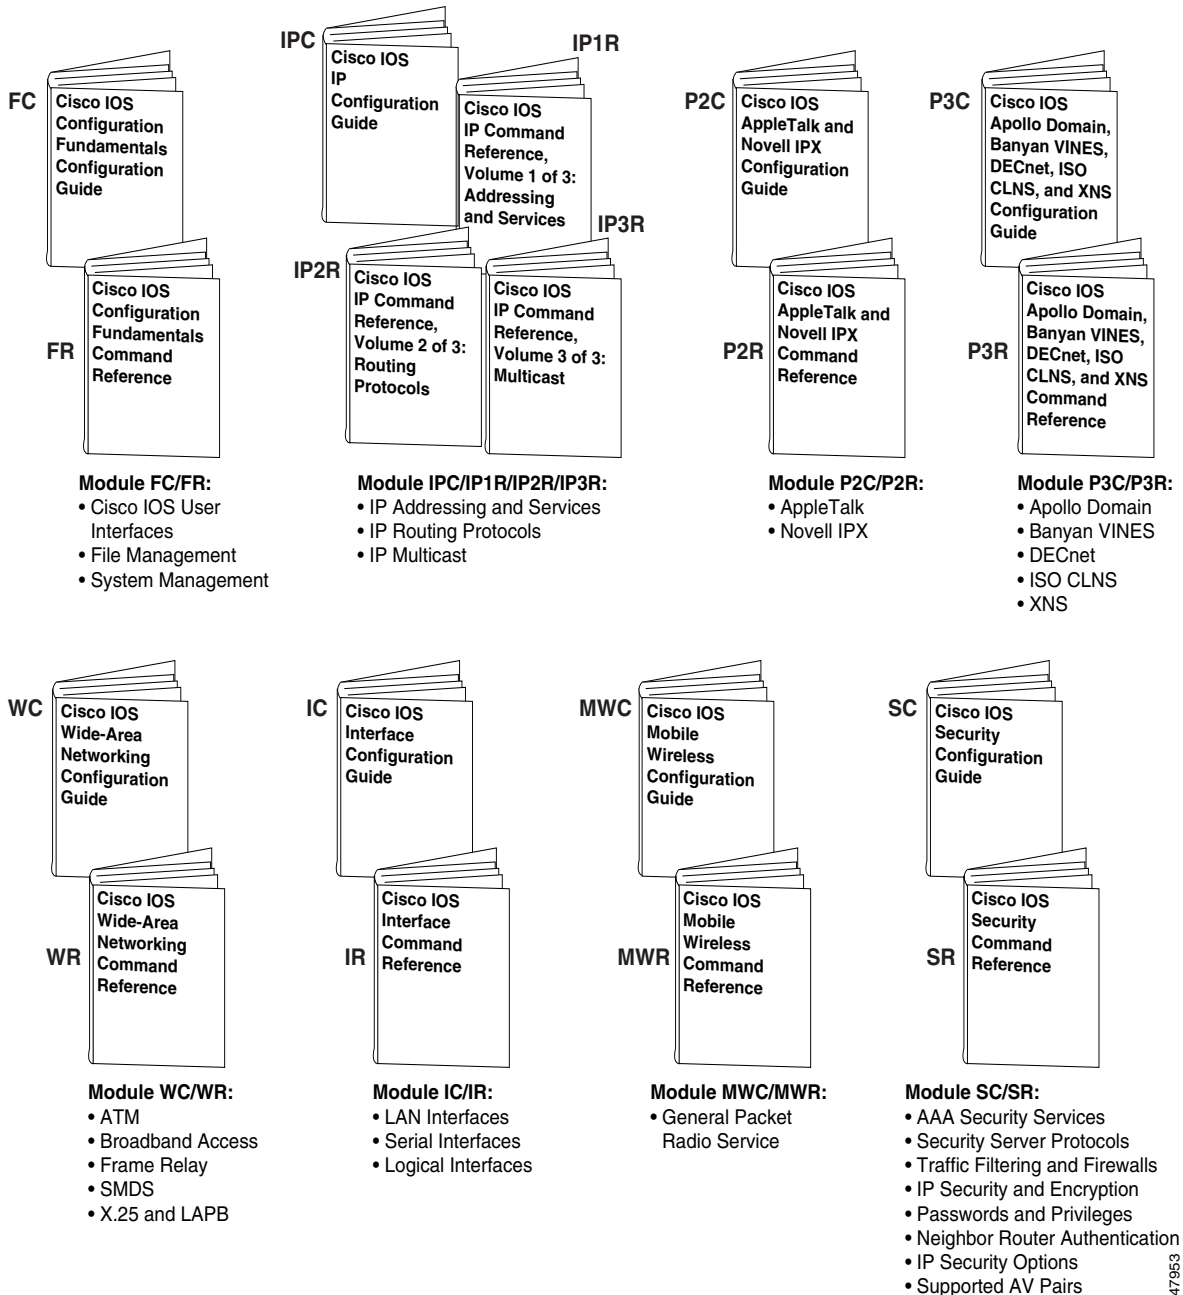 FC
Cisco IOS
Configuration
Fundamentals
Configuration
Guide
FR
Cisco IOS
Configuration
Fundamentals
Command
Reference
Module FC/FR:
• Cisco IOS User
Interfaces
• File Management
• System Management
IPC
Cisco IOS
IP
Configuration
Guide
IP1R
Cisco IOS
IP Command
Reference,
Volume 1 of 3:
Addressing
and Services
IP2R
Cisco IOS
IP Command
Reference,
Volume 2 of 3:
Routing
Protocols
IP3R
Cisco IOS
IP Command
Reference,
Volume 3 of 3:
Multicast
Module IPC/IP1R/IP2R/IP3R:
• IP Addressing and Services
• IP Routing Protocols
• IP Multicast
P2C
Cisco IOS
AppleTalk and
Novell IPX
Configuration
Guide
P2R
Cisco IOS
AppleTalk and
Novell IPX
Command
Reference
Module P2C/P2R:
• AppleTalk
• Novell IPX
P3C
Cisco IOS
Apollo Domain,
Banyan VINES,
DECnet, ISO
CLNS, and XNS
Configuration
Guide
P3R
Cisco IOS
Apollo Domain,
Banyan VINES,
DECnet, ISO
CLNS, and XNS
Command
Reference
Module P3C/P3R:
• Apollo Domain
• Banyan VINES
• DECnet
• ISO CLNS
• XNS
WC
Cisco IOS
Wide-Area
Networking
Configuration
Guide
WR
Cisco IOS
Wide-Area
Networking
Command
Reference
Module WC/WR:
• ATM
• Broadband Access
• Frame Relay
• SMDS
• X.25 and LAPB
IC
Cisco IOS
Interface
Configuration
Guide
IR
Cisco IOS
Interface
Command
Reference
Module IC/IR:
• LAN Interfaces
• Serial Interfaces
• Logical Interfaces
MWC
Cisco IOS
Mobile
Wireless
Configuration
Guide
MWR
Cisco IOS
Mobile
Wireless
Command
Reference
Module MWC/MWR:
• General Packet
Radio Service
SC
Cisco IOS
Security
Configuration
Guide
SR
Cisco IOS
Security
Command
Reference
Module SC/SR:
• AAA Security Services
• Security Server Protocols
• Traffic Filtering and Firewalls
• IP Security and Encryption
• Passwords and Privileges
• Neighbor Router Authentication
• IP Security Options
• Supported AV Pairs
47953